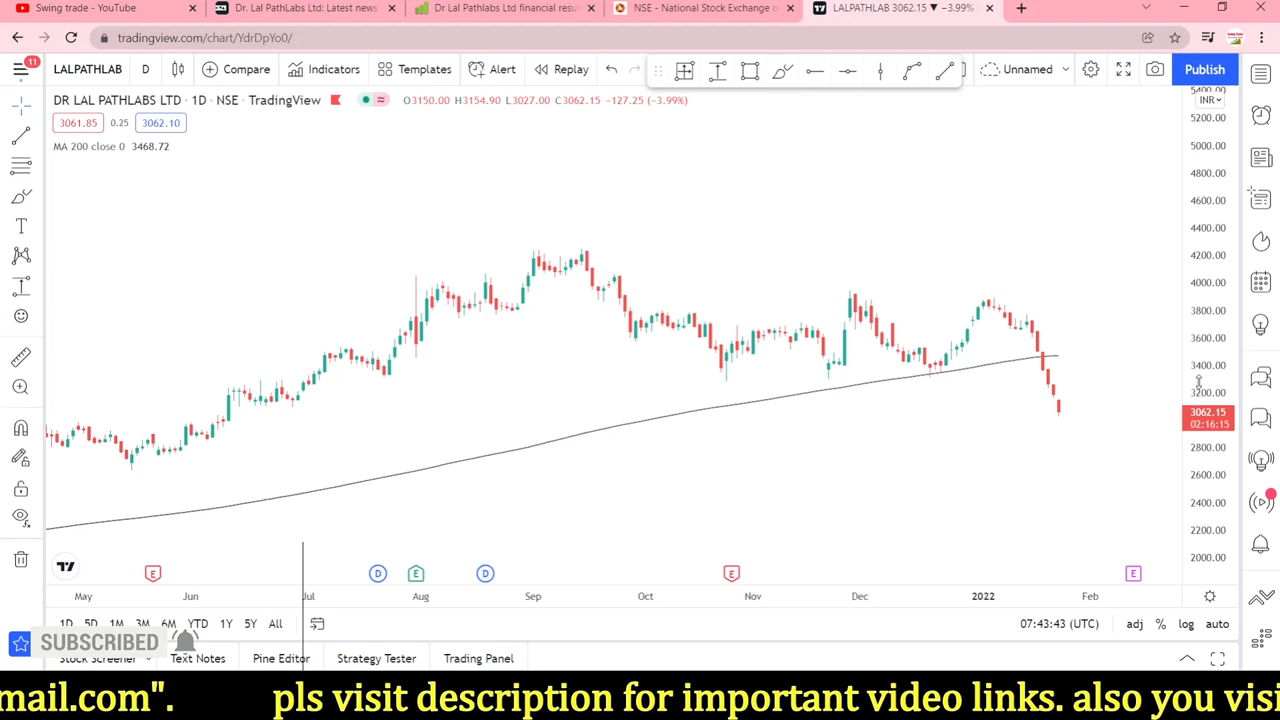 Swing trade - YouTube
Dr. Lal PathLabs Ltd: Latest news
Dr Lal Pathlabs Ltd financial resul
NSE - National Stock Exchange o
LALPATHLAB 3062.15 ▼ −3.99%
tradingview.com/chart/YdrDpYo0/
11
LALPATHLAB
D
Compare
Indicators
Templates
Alert
Replay
Unnamed
Publish
DR LAL PATHLABS LTD · 1D · NSE · TradingView
O3150.00 H3154.90 L3027.00 C3062.15 −127.25 (−3.99%)
INR
3061.85
0.25
3062.10
MA 200 close 0 3468.72
5400.00
5200.00
5000.00
4800.00
4600.00
4400.00
4200.00
4000.00
3800.00
3600.00
3400.00
3200.00
3062.15
02:16:15
2800.00
2600.00
2400.00
2200.00
2000.00
E
D
E
D
E
E
May
Jun
Jul
Aug
Sep
Oct
Nov
Dec
2022
Feb
1D 5D 1M 3M 6M YTD 1Y 5Y All
07:43:43 (UTC)
adj
%
log
auto
SUBSCRIBED
Stock Screener
Text Notes
Pine Editor
Strategy Tester
Trading Panel
mail.com". pls visit description for important video links. also you visi